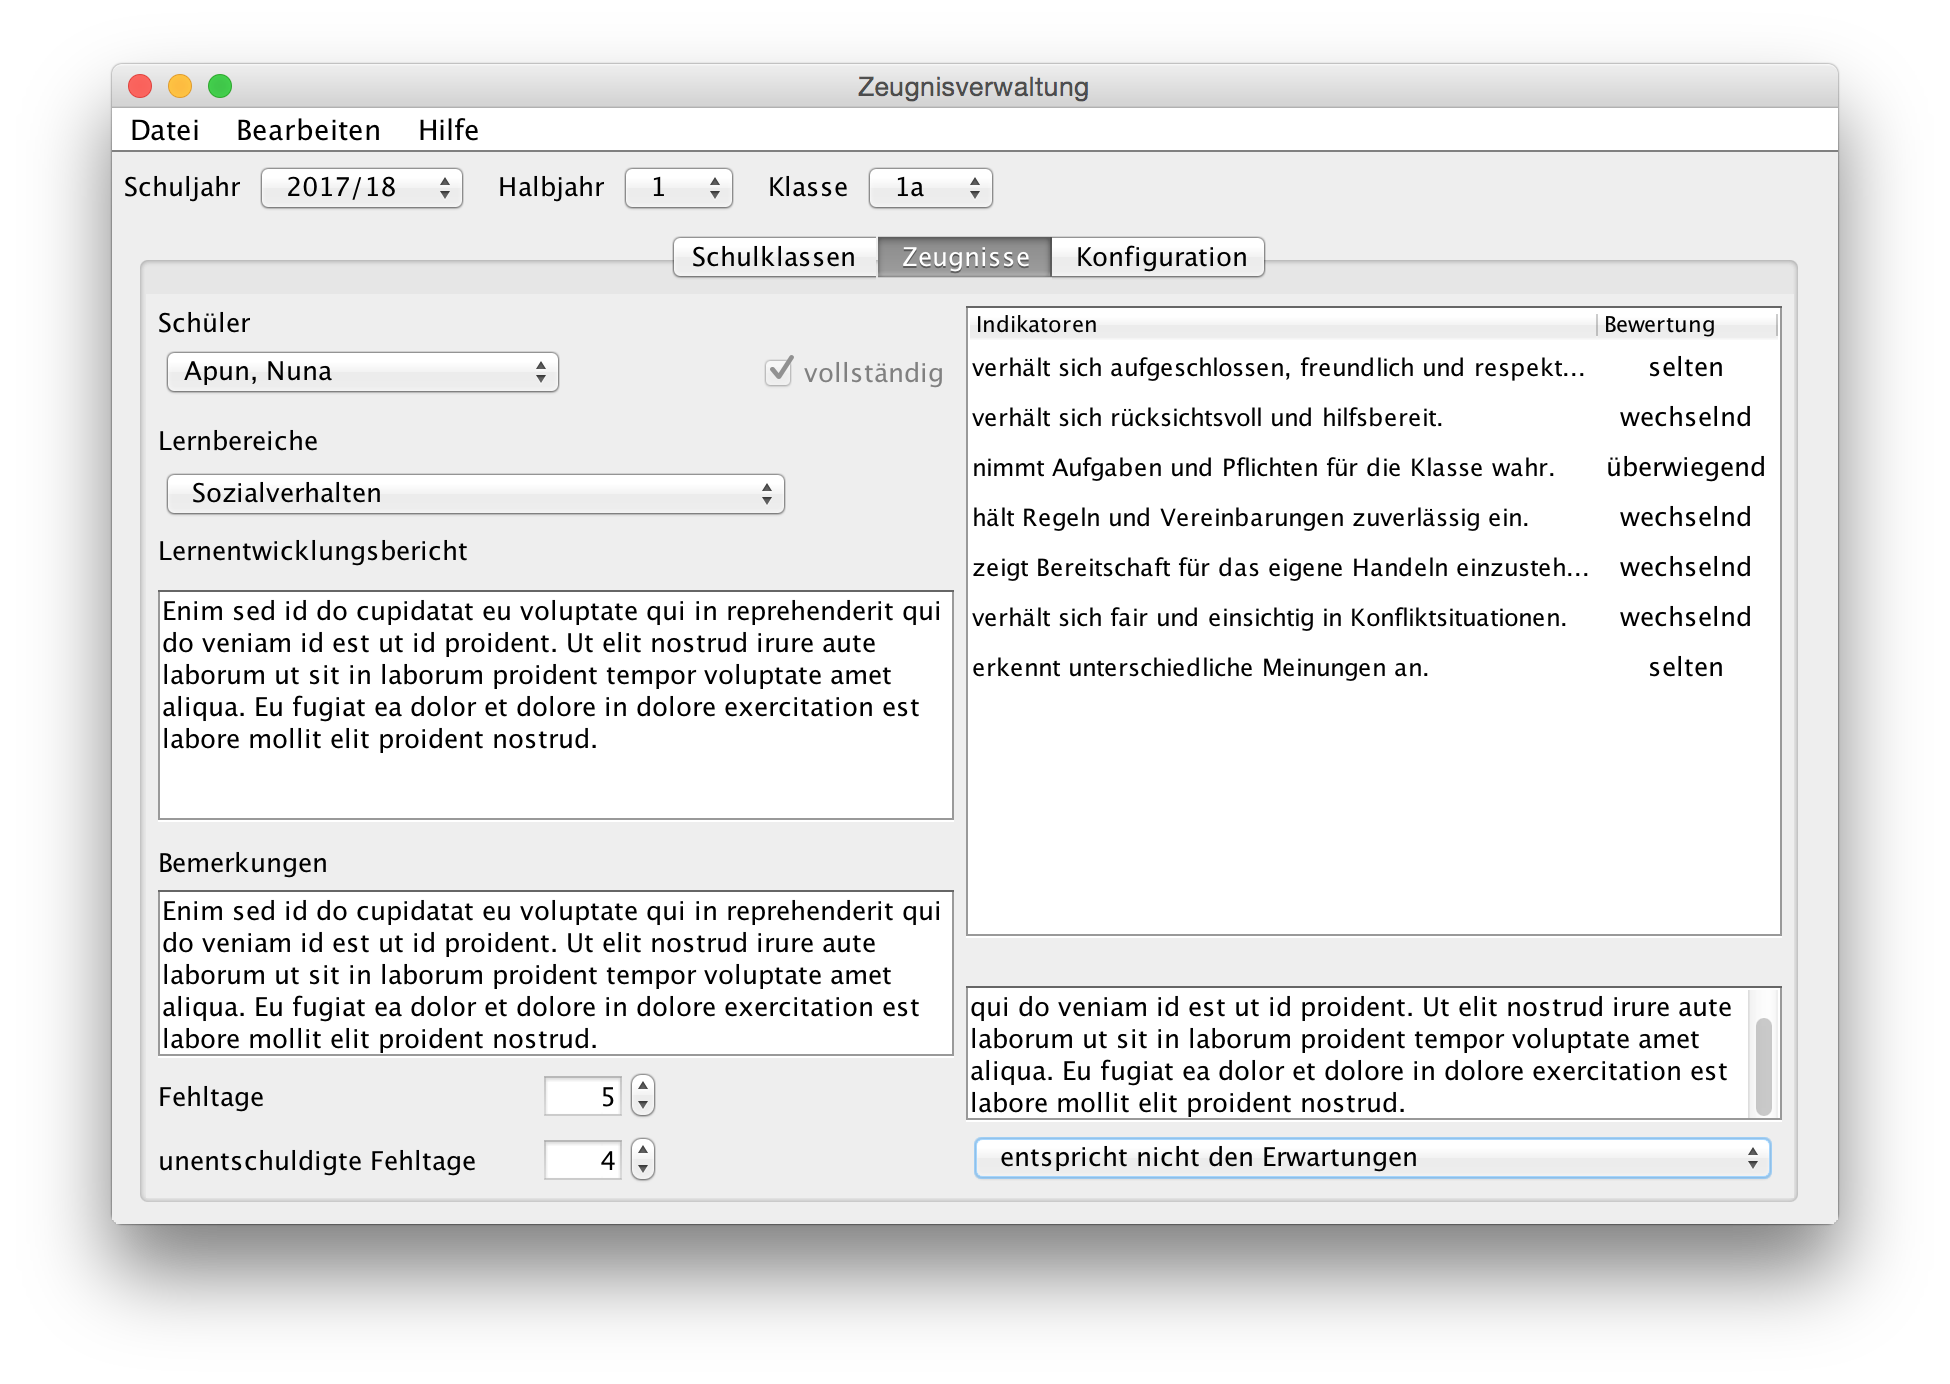 Zeugnisverwaltung
Datei Bearbeiten Hilfe
Schuljahr 2017/18 Halbjahr 1 Klasse 1a
Schulklassen Zeugnisse Konfiguration
Schüler
Apun, Nuna vollständig
Lernbereiche
Sozialverhalten
Lernentwicklungsbericht
Enim sed id do cupidatat eu voluptate qui in reprehenderit qui
do veniam id est ut id proident. Ut elit nostrud irure aute
laborum ut sit in laborum proident tempor voluptate amet
aliqua. Eu fugiat ea dolor et dolore in dolore exercitation est
labore mollit elit proident nostrud.
Bemerkungen
Enim sed id do cupidatat eu voluptate qui in reprehenderit qui
do veniam id est ut id proident. Ut elit nostrud irure aute
laborum ut sit in laborum proident tempor voluptate amet
aliqua. Eu fugiat ea dolor et dolore in dolore exercitation est
labore mollit elit proident nostrud.
Fehltage 5
unentschuldigte Fehltage 4
Indikatoren Bewertung
verhält sich aufgeschlossen, freundlich und respekt... selten
verhält sich rücksichtsvoll und hilfsbereit. wechselnd
nimmt Aufgaben und Pflichten für die Klasse wahr. überwiegend
hält Regeln und Vereinbarungen zuverlässig ein. wechselnd
zeigt Bereitschaft für das eigene Handeln einzusteh... wechselnd
verhält sich fair und einsichtig in Konfliktsituationen. wechselnd
erkennt unterschiedliche Meinungen an. selten
qui do veniam id est ut id proident. Ut elit nostrud irure aute
laborum ut sit in laborum proident tempor voluptate amet
aliqua. Eu fugiat ea dolor et dolore in dolore exercitation est
labore mollit elit proident nostrud.
entspricht nicht den Erwartungen